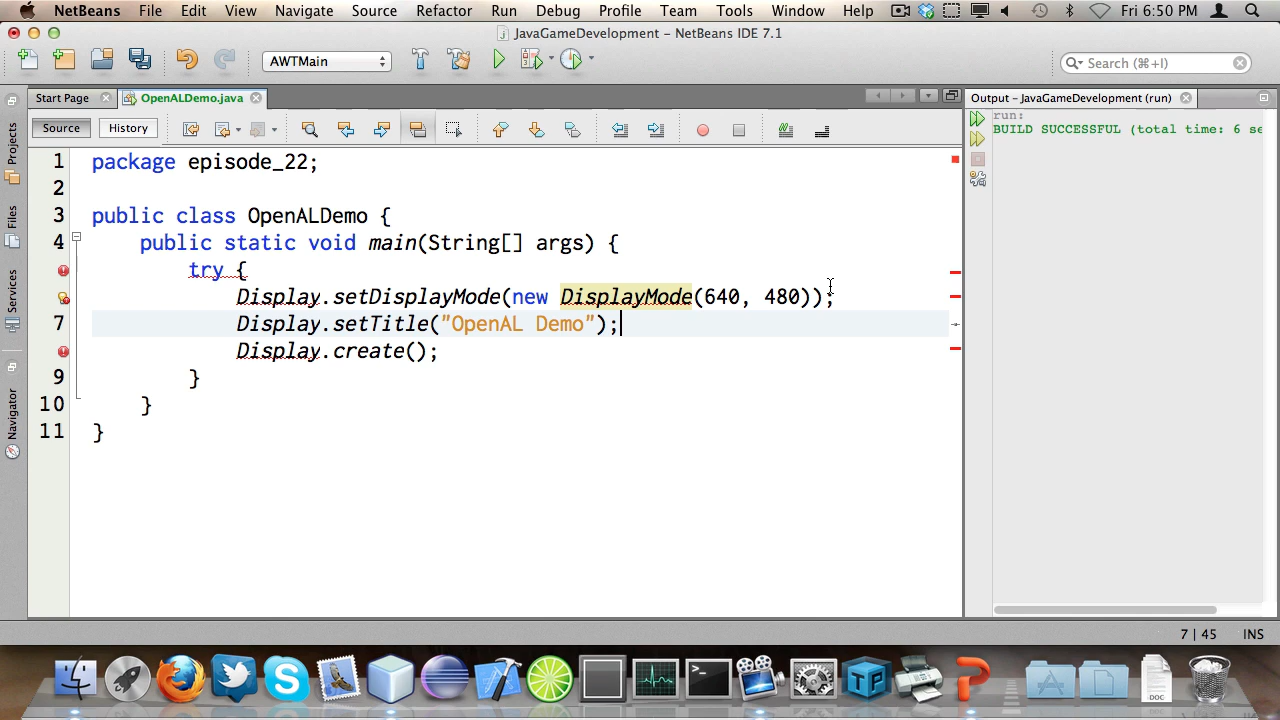 NetBeans File Edit View Navigate Source Refactor Run Debug Profile Team Tools Window Help Fri 6:50 PM
JavaGameDevelopment – NetBeans IDE 7.1
AWTMain
Search (⌘+I)
Start Page OpenALDemo.java
Output – JavaGameDevelopment (run)
Source History
run:
BUILD SUCCESSFUL (total time: 6 se
Projects
Files
Services
Navigator
1 package episode_22;
2
3 public class OpenALDemo {
4 public static void main(String[] args) {
try {
Display.setDisplayMode(new DisplayMode(640, 480));
7 Display.setTitle("OpenAL Demo");
Display.create();
9 }
10 }
11 }
7 | 45 INS
DOC